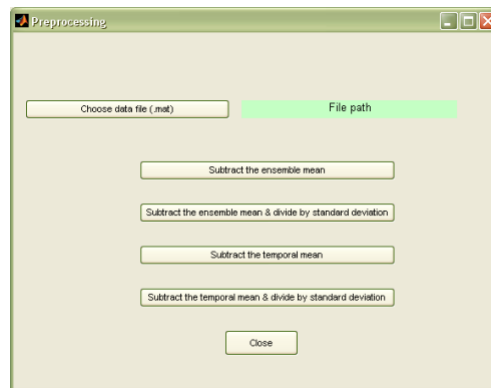 Preprocessing
Choose data file (.mat)
File path
Subtract the ensemble mean
Subtract the ensemble mean & divide by standard deviation
Subtract the temporal mean
Subtract the temporal mean & divide by standard deviation
Close